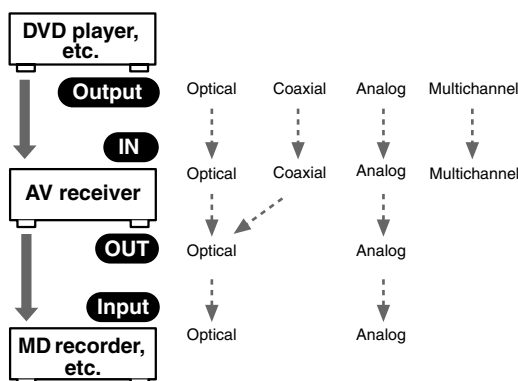 DVD player,
etc.
Output
Optical Coaxial Analog Multichannel
IN
Optical Coaxial Analog Multichannel
AV receiver
OUT
Optical Analog
Input
Optical Analog
MD recorder,
etc.